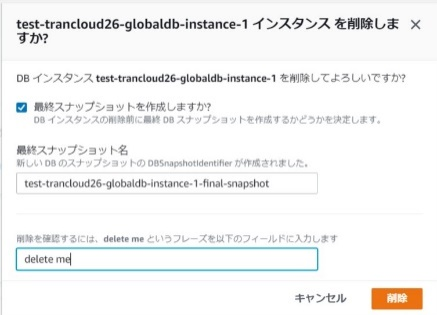 test-trancloud26-globaldb-instance-1 インスタンス を削除しま
すか?
DB インスタンス test-trancloud26-globaldb-instance-1 を削除してよろしいですか?
最終スナップショットを作成しますか?
DB インスタンスの削除前に最終 DB スナップショットを作成するかどうかを決定します。
最終スナップショット名
新しい DB のスナップショットの DBSnapshotIdentifier が作成されました。
test-trancloud26-globaldb-instance-1-final-snapshot
削除を確認するには、delete me というフレーズを以下のフィールドに入力します
delete me
キャンセル 削除